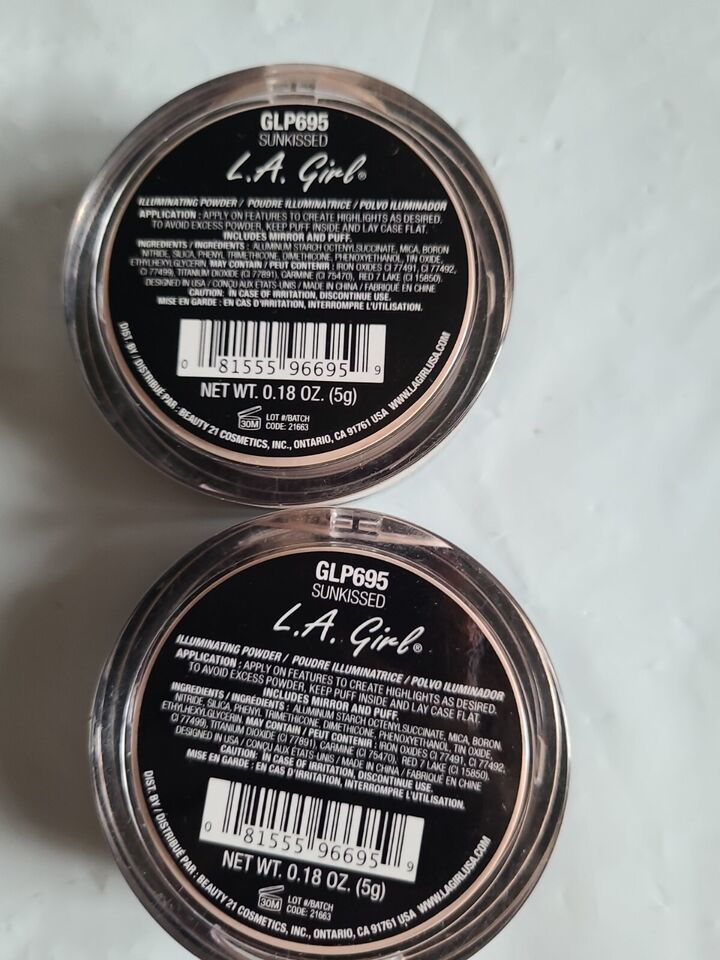 GLP695
SUNKISSED
L.A. Girl®
ILLUMINATING POWDER / POUDRE ILLUMINATRICE / POLVO ILUMINADOR
APPLICATION : APPLY ON FEATURES TO CREATE HIGHLIGHTS AS DESIRED.
TO AVOID EXCESS POWDER, KEEP PUFF INSIDE AND LAY CASE FLAT.
INCLUDES MIRROR AND PUFF.
INGREDIENTS / INGRÉDIENTS : ALUMINUM STARCH OCTENYLSUCCINATE, MICA, BORON
NITRIDE, SILICA, PHENYL TRIMETHICONE, DIMETHICONE, PHENOXYETHANOL, TIN OXIDE,
ETHYLHEXYLGLYCERIN. MAY CONTAIN / PEUT CONTENIR : IRON OXIDES CI 77491, CI 77492,
CI 77499), TITANIUM DIOXIDE (CI 77891), CARMINE (CI 75470), RED 7 LAKE (CI 15850).
DESIGNED IN USA / CONÇU AUX ÉTATS-UNIS / MADE IN CHINA / FABRIQUÉ EN CHINE
CAUTION: IN CASE OF IRRITATION, DISCONTINUE USE.
MISE EN GARDE : EN CAS D'IRRITATION, INTERROMPRE L'UTILISATION.
0 81555 96695 9
NET WT. 0.18 OZ. (5g)
30M
LOT #/BATCH
CODE: 21663
DIST. BY / DISTRIBUÉ PAR : BEAUTY 21 COSMETICS, INC., ONTARIO, CA 91761 USA WWW.LAGIRLUSA.COM
GLP695
SUNKISSED
L.A. Girl®
ILLUMINATING POWDER / POUDRE ILLUMINATRICE / POLVO ILUMINADOR
APPLICATION : APPLY ON FEATURES TO CREATE HIGHLIGHTS AS DESIRED.
TO AVOID EXCESS POWDER, KEEP PUFF INSIDE AND LAY CASE FLAT.
INCLUDES MIRROR AND PUFF.
INGREDIENTS / INGRÉDIENTS : ALUMINUM STARCH OCTENYLSUCCINATE, MICA, BORON
NITRIDE, SILICA, PHENYL TRIMETHICONE, DIMETHICONE, PHENOXYETHANOL, TIN OXIDE,
ETHYLHEXYLGLYCERIN. MAY CONTAIN / PEUT CONTENIR : IRON OXIDES CI 77491, CI 77492,
CI 77499), TITANIUM DIOXIDE (CI 77891), CARMINE (CI 75470), RED 7 LAKE (CI 15850).
DESIGNED IN USA / CONÇU AUX ÉTATS-UNIS / MADE IN CHINA / FABRIQUÉ EN CHINE
CAUTION: IN CASE OF IRRITATION, DISCONTINUE USE.
MISE EN GARDE : EN CAS D'IRRITATION, INTERROMPRE L'UTILISATION.
0 81555 96695 9
NET WT. 0.18 OZ. (5g)
30M
LOT #/BATCH
CODE: 21663
DIST. BY / DISTRIBUÉ PAR : BEAUTY 21 COSMETICS, INC., ONTARIO, CA 91761 USA WWW.LAGIRLUSA.COM